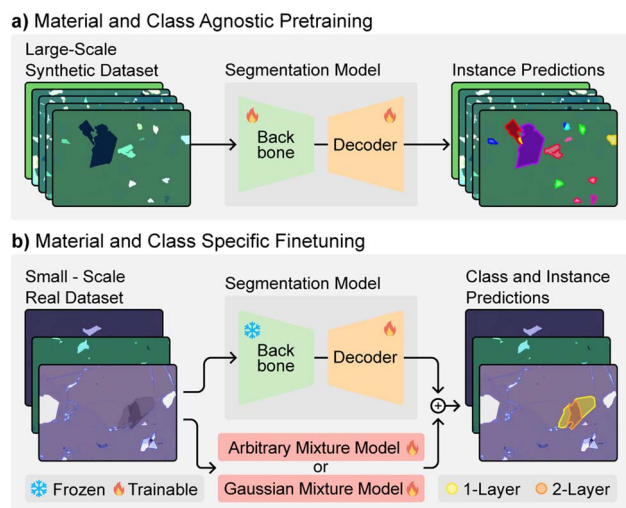 a) Material and Class Agnostic Pretraining
Large-Scale
Synthetic Dataset
Segmentation Model
Instance Predictions
Back
bone
Decoder
b) Material and Class Specific Finetuning
Small - Scale
Real Dataset
Segmentation Model
Class and Instance
Predictions
Back
bone
Decoder
+
Arbitrary Mixture Model
or
Gaussian Mixture Model
Frozen
Trainable
1-Layer
2-Layer